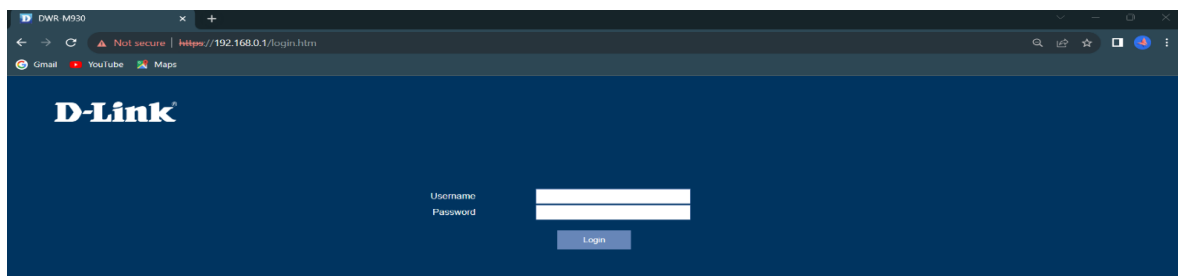 DWR-M930
Not secure | https://192.168.0.1/login.htm
Gmail YouTube Maps
D-Link®
Username
Password
Login